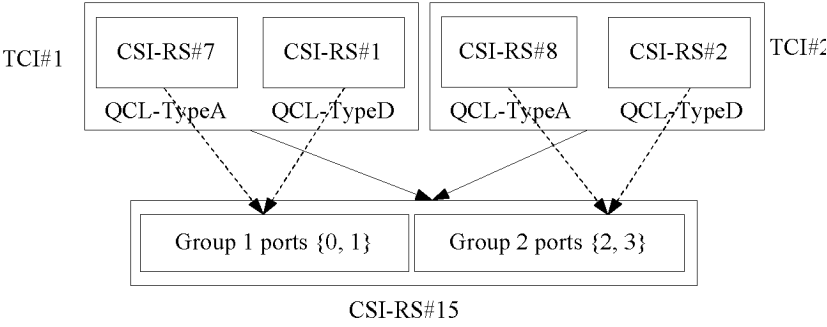 TCI#1
CSI-RS#7
CSI-RS#1
CSI-RS#8
CSI-RS#2
TCI#2
QCL-TypeA
QCL-TypeD
QCL-TypeA
QCL-TypeD
Group 1 ports {0, 1}
Group 2 ports {2, 3}
CSI-RS#15